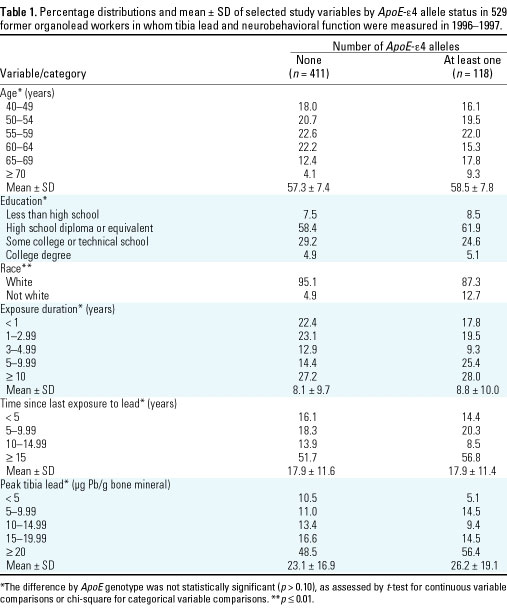 Table 1. Percentage distributions and mean ± SD of selected study variables by ApoE-ε4 allele status in 529
former organolead workers in whom tibia lead and neurobehavioral function were measured in 1996–1997.
Number of ApoE-ε4 alleles
None At least one
Variable/category (n = 411) (n = 118)
Age* (years)
40–49 18.0 16.1
50–54 20.7 19.5
55–59 22.6 22.0
60–64 22.2 15.3
65–69 12.4 17.8
≥ 70 4.1 9.3
Mean ± SD 57.3 ± 7.4 58.5 ± 7.8
Education*
Less than high school 7.5 8.5
High school diploma or equivalent 58.4 61.9
Some college or technical school 29.2 24.6
College degree 4.9 5.1
Race**
White 95.1 87.3
Not white 4.9 12.7
Exposure duration* (years)
< 1 22.4 17.8
1–2.99 23.1 19.5
3–4.99 12.9 9.3
5–9.99 14.4 25.4
≥ 10 27.2 28.0
Mean ± SD 8.1 ± 9.7 8.8 ± 10.0
Time since last exposure to lead* (years)
< 5 16.1 14.4
5–9.99 18.3 20.3
10–14.99 13.9 8.5
≥ 15 51.7 56.8
Mean ± SD 17.9 ± 11.6 17.9 ± 11.4
Peak tibia lead* (µg Pb/g bone mineral)
< 5 10.5 5.1
5–9.99 11.0 14.5
10–14.99 13.4 9.4
15–19.99 16.6 14.5
≥ 20 48.5 56.4
Mean ± SD 23.1 ± 16.9 26.2 ± 19.1
*The difference by ApoE genotype was not statistically significant (p > 0.10), as assessed by t-test for continuous variable
comparisons or chi-square for categorical variable comparisons. **p ≤ 0.01.